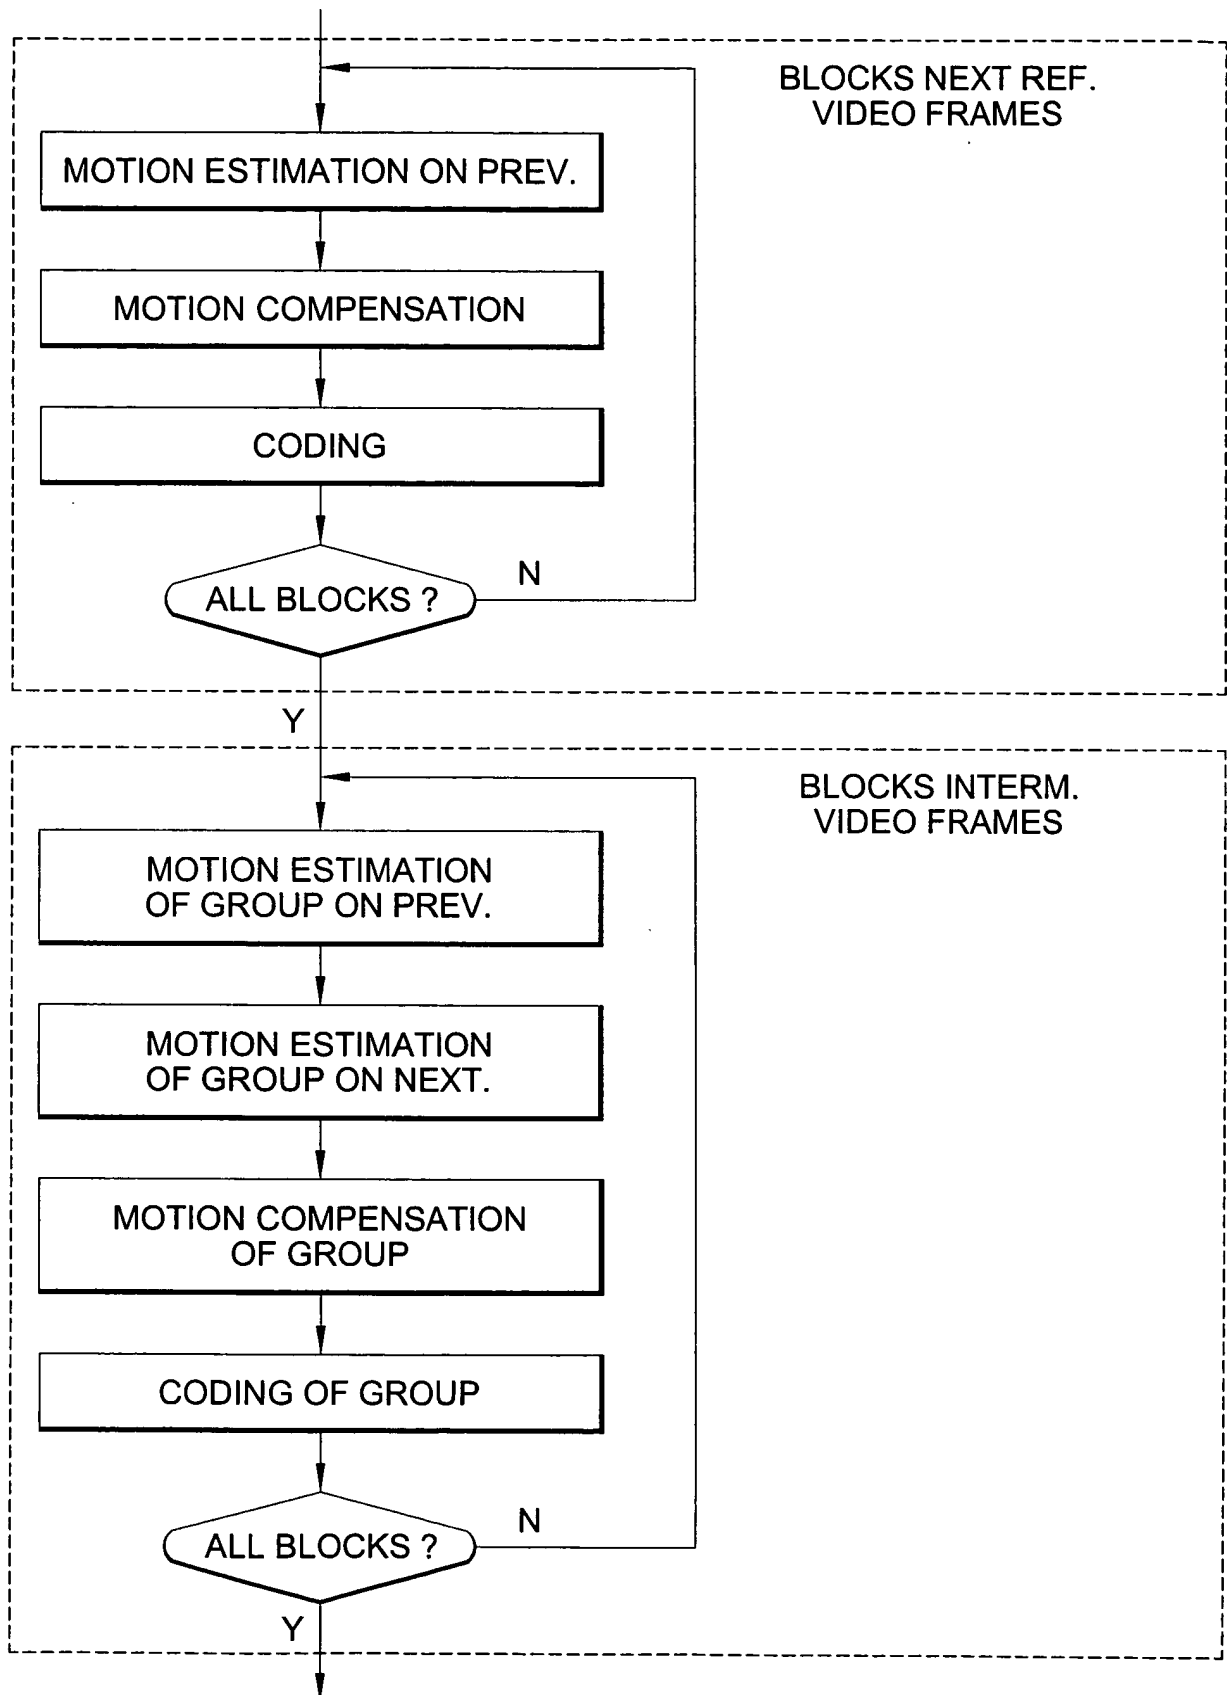 BLOCKS NEXT REF.
VIDEO FRAMES
MOTION ESTIMATION ON PREV.
MOTION COMPENSATION
CODING
ALL BLOCKS ?
N
Y
BLOCKS INTERM.
VIDEO FRAMES
MOTION ESTIMATION
OF GROUP ON PREV.
MOTION ESTIMATION
OF GROUP ON NEXT.
MOTION COMPENSATION
OF GROUP
CODING OF GROUP
ALL BLOCKS ?
N
Y